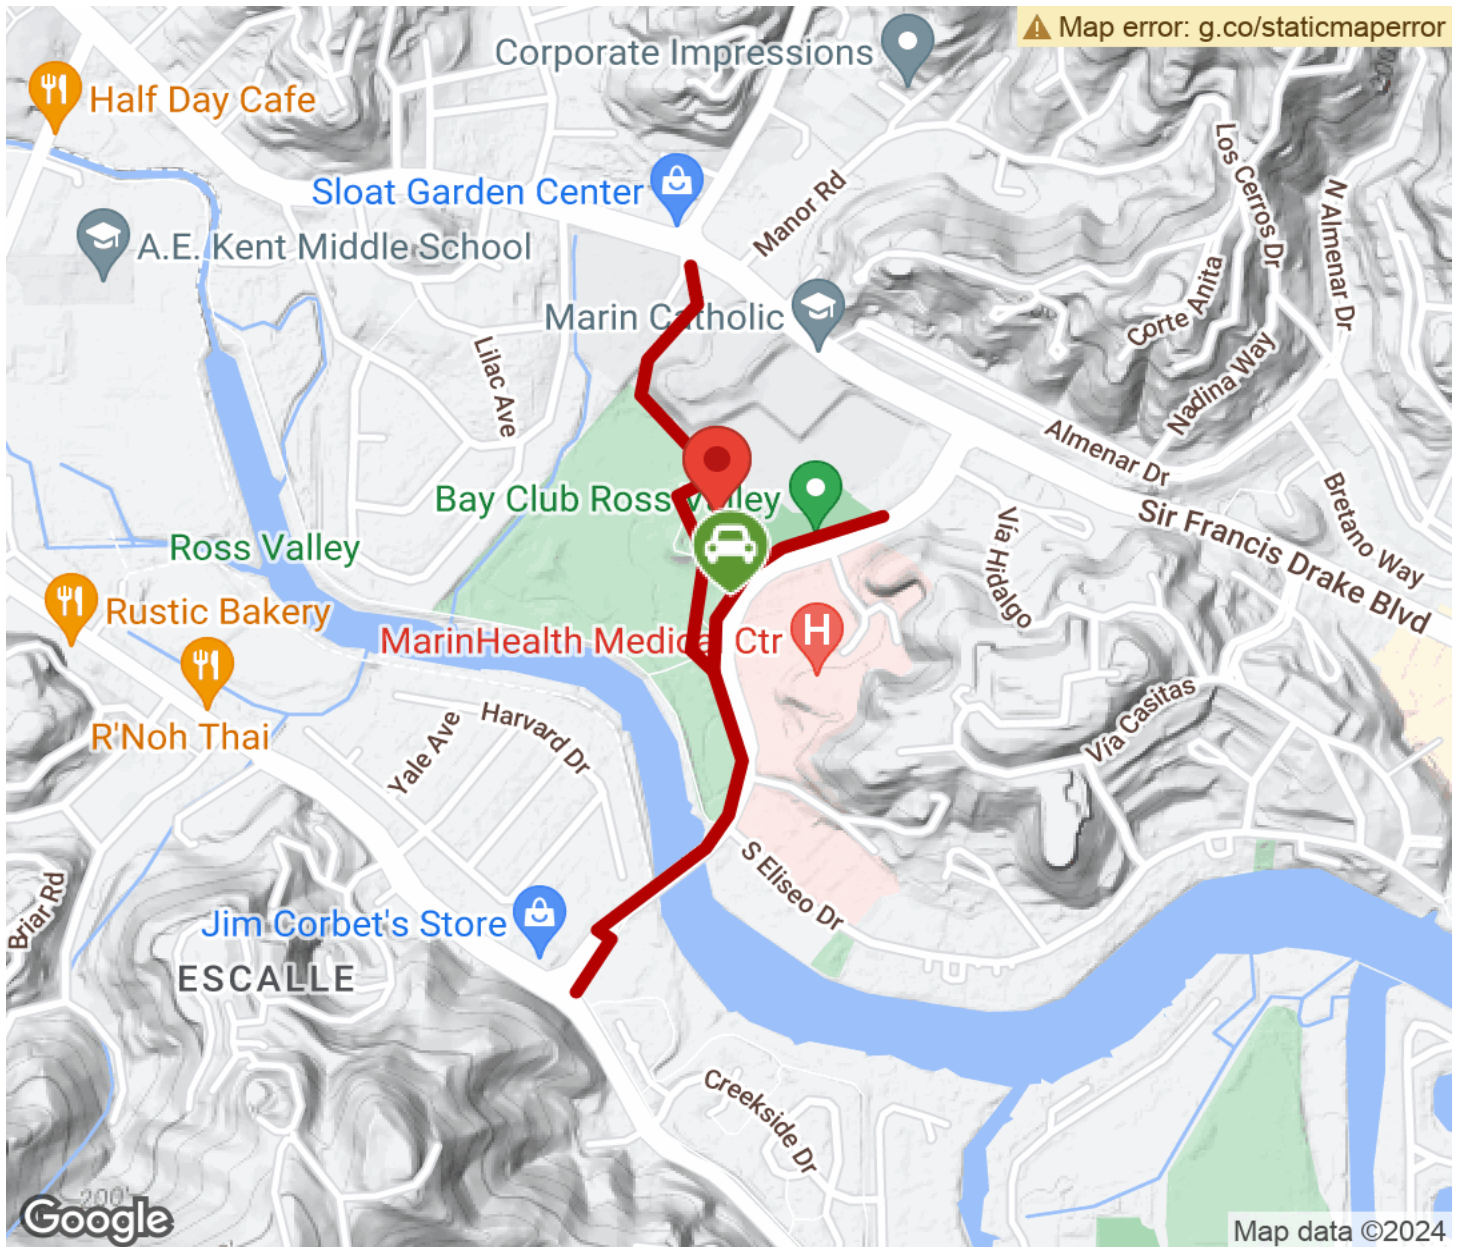 Map error: g.co/staticmaperror
Corporate Impressions
Half Day Cafe
Los Cerros Dr
Sloat Garden Center
Manor Rd
N Almenar Dr
A.E. Kent Middle School
Corte Anita
Marin Catholic
Nadina Way
Lilac Ave
Almenar Dr
Bay Club Ross Valley
Bretano Way
Sir Francis Drake Blvd
Vía Hidalgo
Ross Valley
Rustic Bakery
MarinHealth Medical Ctr
H
Vía Casitas
R'Noh Thai
Yale Ave
Harvard Dr
S Eliseo Dr
Briar Rd
Jim Corbet's Store
ESCALLE
Creekside Dr
200'
Google
Map data ©2024